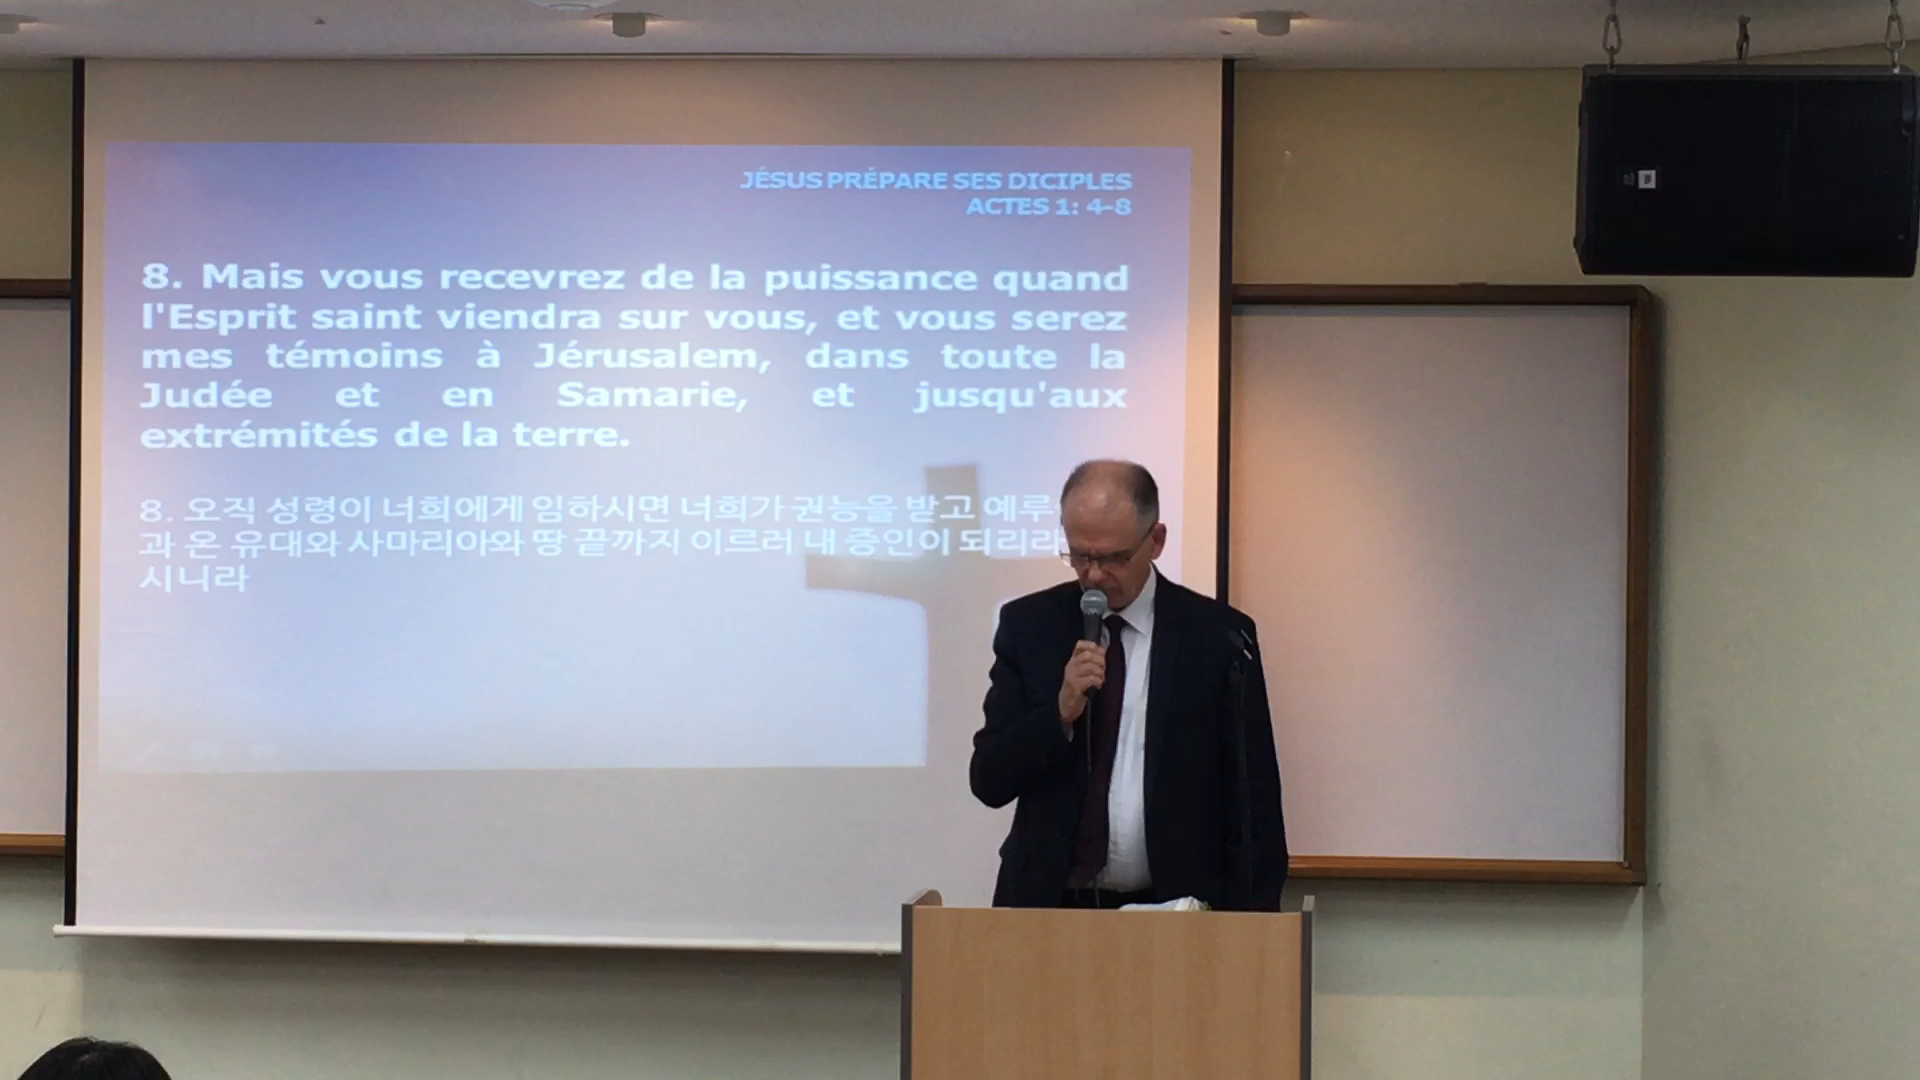 JÉSUS PRÉPARE SES DICIPLES
ACTES 1: 4-8
8. Mais vous recevrez de la puissance quand
l'Esprit saint viendra sur vous, et vous serez
mes témoins à Jérusalem, dans toute la
Judée et en Samarie, et jusqu'aux
extrémités de la terre.
8. 오직 성령이 너희에게 임하시면 너희가 권능을 받고
과 온 유대와 사마리아와 땅 끝까지 이르러 내 증인이 되리라
시니라